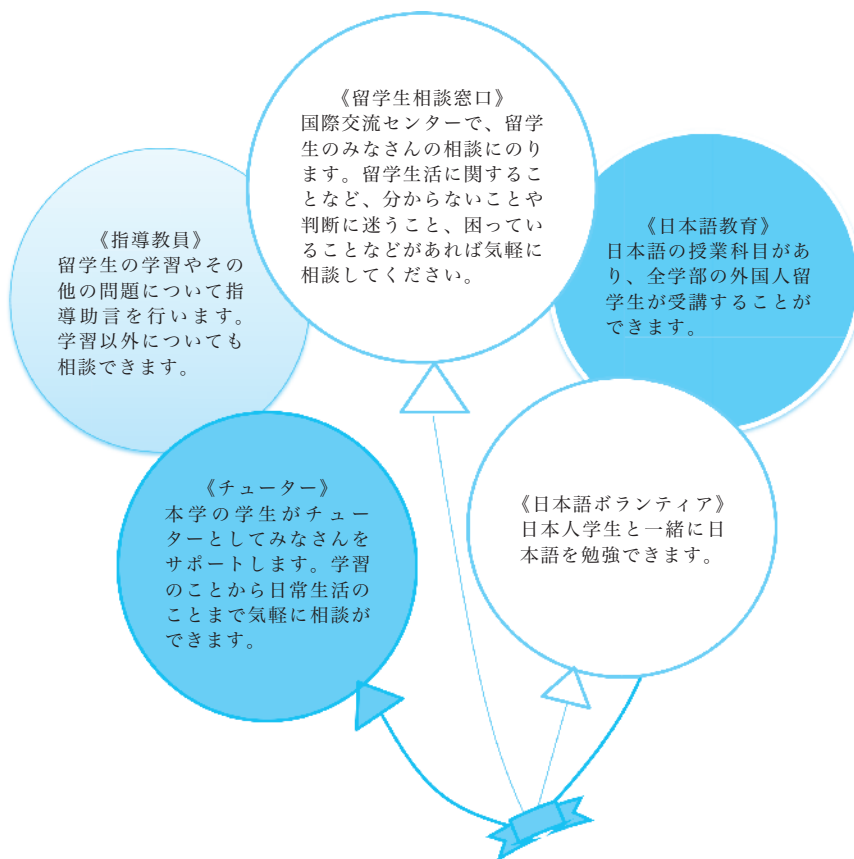 《留学生相談窓口》
国際交流センターで、留学
生のみなさんの相談にのり
ます。留学生活に関するこ
となど、分からないことや
判断に迷うこと、困ってい
ることなどがあれば気軽に
相談してください。
《指導教員》
留学生の学習やその
他の問題について指
導助言を行います。
学習以外についても
相談できます。
《日本語教育》
日本語の授業科目があ
り、全学部の外国人留
学生が受講することが
できます。
《チューター》
本学の学生がチュー
ターとしてみなさんを
サポートします。学習
のことから日常生活の
ことまで気軽に相談が
できます。
《日本語ボランティア》
日本人学生と一緒に日
本語を勉強できます。